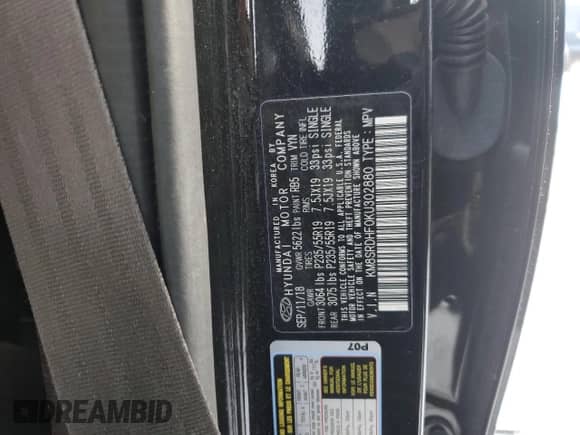 MANUFACTURED IN KOREA BY
HYUNDAI MOTOR COMPANY
SEP/11/18 GVWR 5622lbs PAINT RB5 TRIM VYN
GAWR TIRES RIMS COLD TIRE INFL
FRONT 3064 lbs P235/55R19 7.5JX19 33psi SINGLE
REAR 3075 lbs P235/55R19 7.5JX19 33psi SINGLE
THIS VEHICLE CONFORMS TO ALL APPLICABLE U.S.A. FEDERAL
MOTOR VEHICLE SAFETY AND THEFT PREVENTION STANDARDS
IN EFFECT ON THE DATE OF MANUFACTURE SHOWN ABOVE
V I N : KM8SRDHF0KU302880 TYPE : MPV
P07
DREAMBID